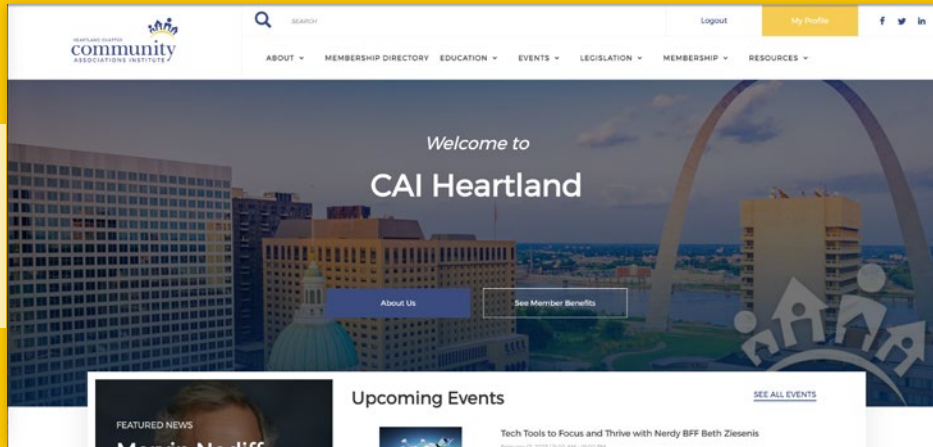 HEARTLAND CHAPTER
community
ASSOCIATIONS INSTITUTE
SEARCH
Logout
My Profile
ABOUT
MEMBERSHIP DIRECTORY
EDUCATION
EVENTS
LEGISLATION
MEMBERSHIP
RESOURCES
Welcome to
CAI Heartland
About Us
See Member Benefits
FEATURED NEWS
Upcoming Events
SEE ALL EVENTS
Tech Tools to Focus and Thrive with Nerdy BFF Beth Ziesenis